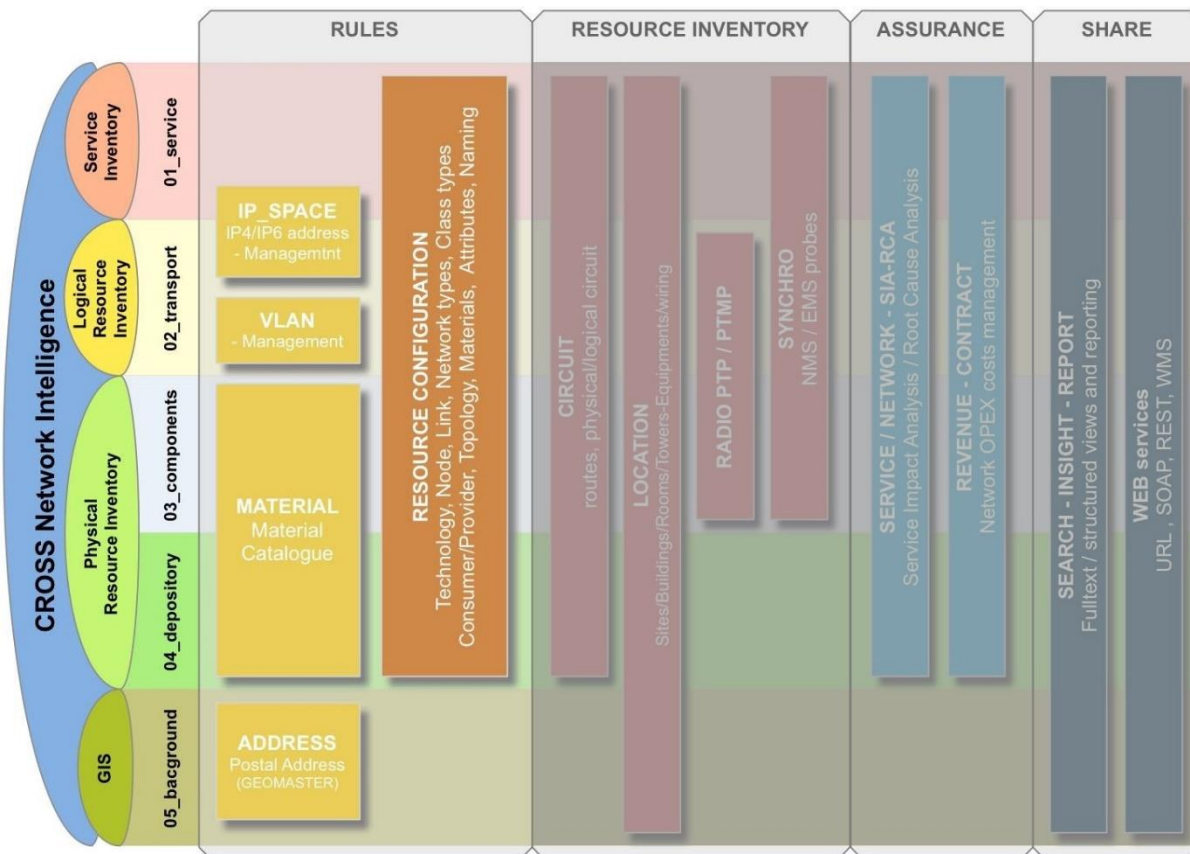 RULES
RESOURCE INVENTORY
ASSURANCE
SHARE
CROSS Network Intelligence
Service
Inventory
Logical
Resource
Inventory
Physical
Resource Inventory
GIS
01_service
02_transport
03_components
04_depository
05_bacground
IP_SPACE
IP4/IP6 address
- Managemtnt
VLAN
- Management
MATERIAL
Material
Catalogue
ADDRESS
Postal Address
(GEOMASTER)
RESOURCE CONFIGURATION
Technology, Node, Link, Network types, Class types
Consumer/Provider, Topology, Materials, Attributes, Naming
CIRCUIT
routes, physical/logical circuit
LOCATION
Sites/Buildings/Rooms/Towers-Equipments/wiring
RADIO PTP / PTMP
SYNCHRO
NMS / EMS probes
SERVICE / NETWORK - SIA-RCA
Service Impact Analysis / Root Cause Analysis
REVENUE - CONTRACT
Network OPEX costs management
SEARCH - INSIGHT - REPORT
Fulltext / structured views and reporting
WEB services
URL, SOAP, REST, WMS